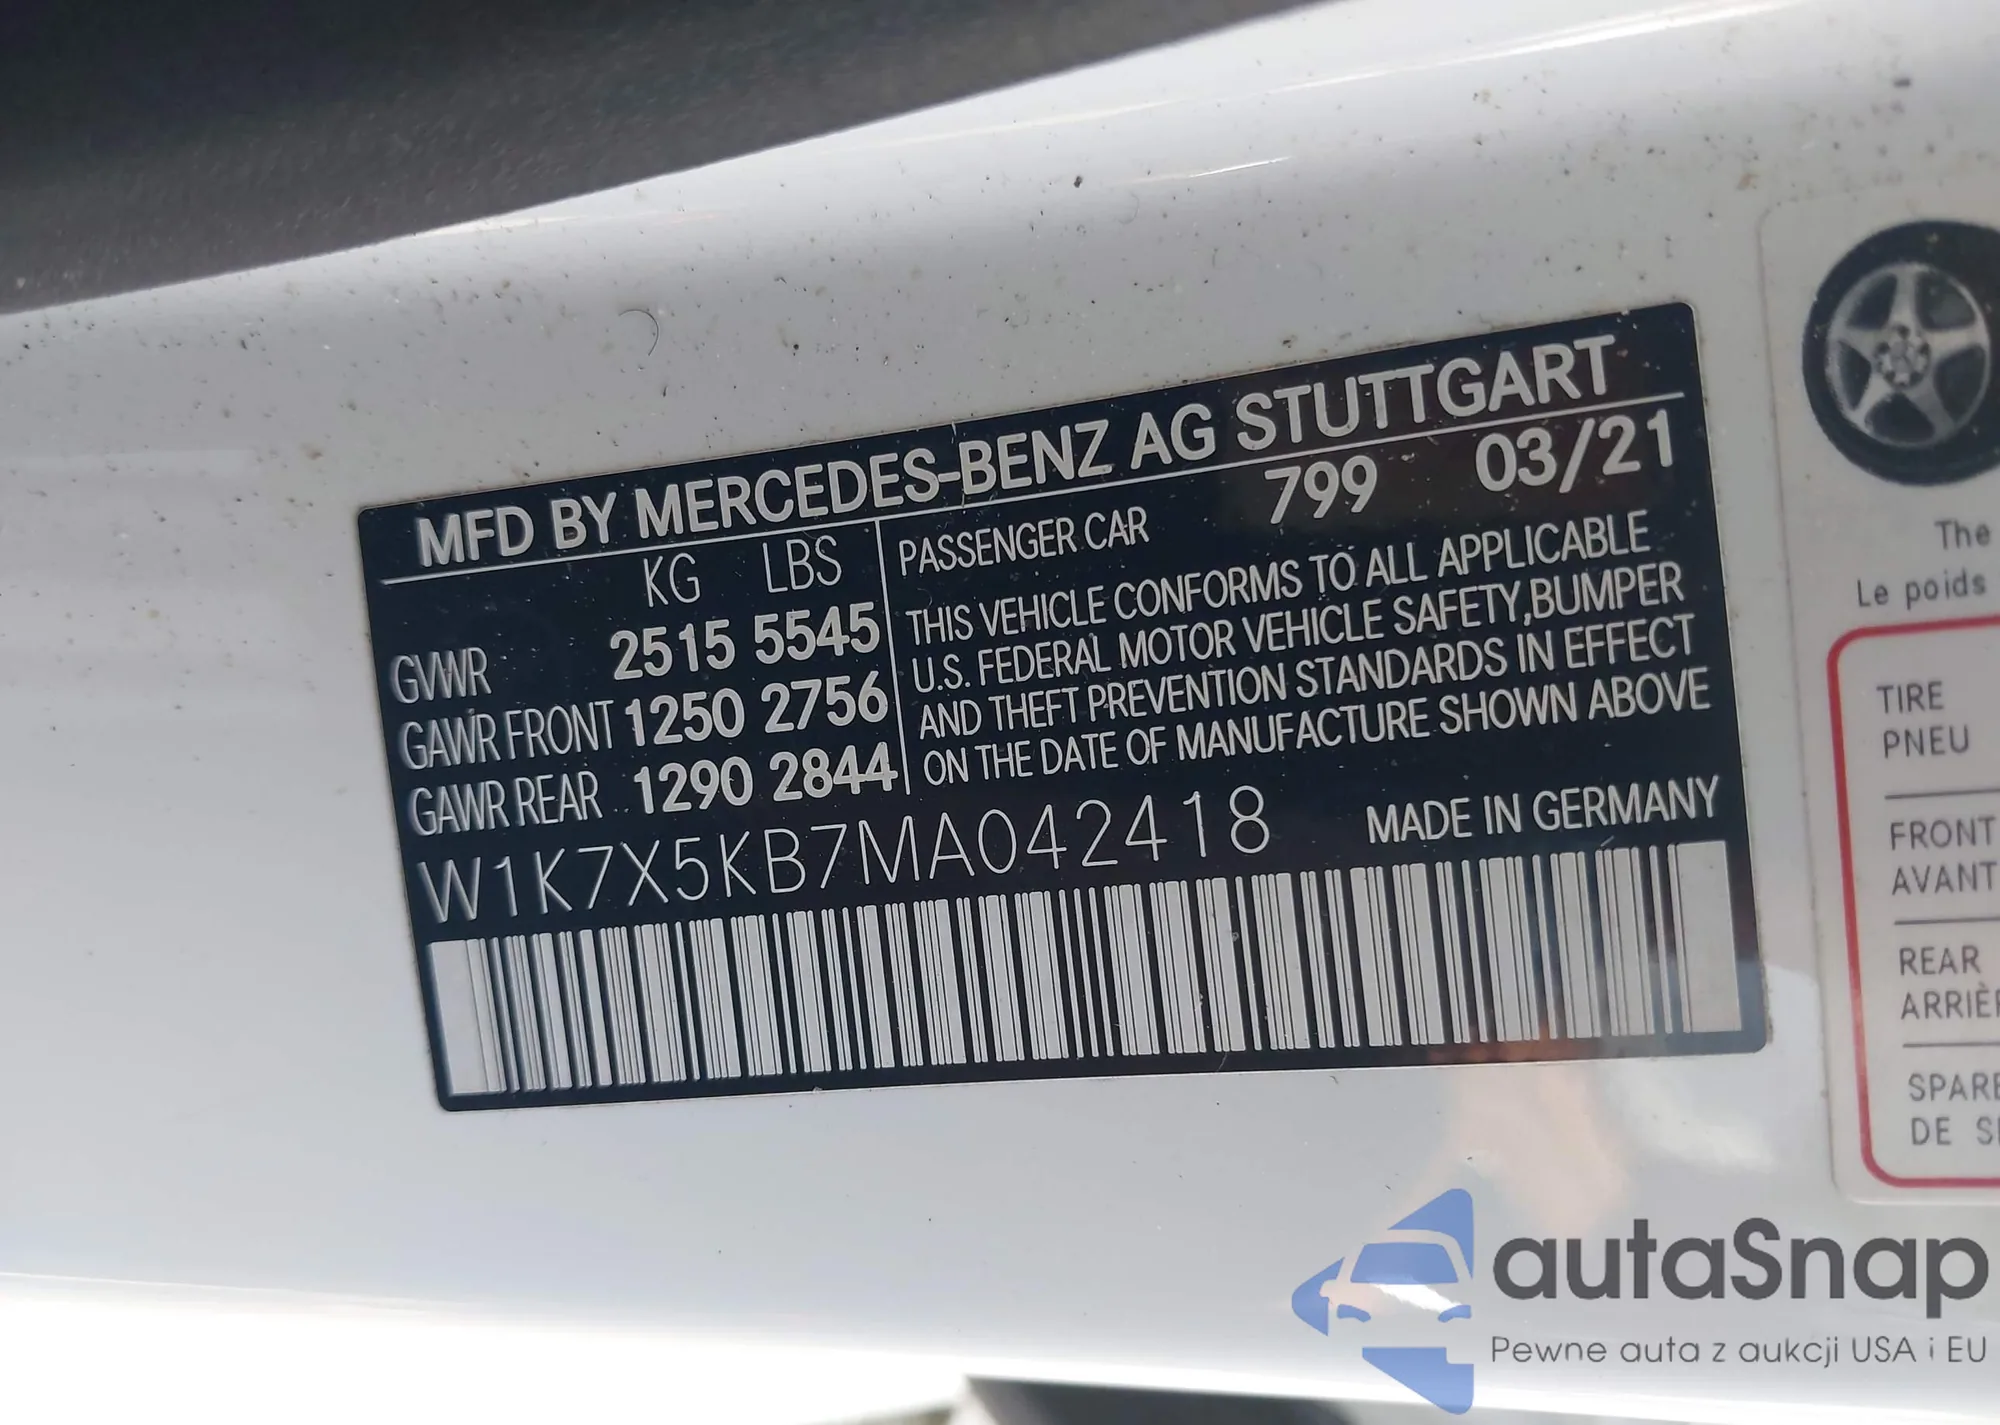 MFD BY MERCEDES-BENZ AG STUTTGART
KG LBS
GVWR 2515 5545
GAWR FRONT 1250 2756
GAWR REAR 1290 2844
PASSENGER CAR 799 03/21
THIS VEHICLE CONFORMS TO ALL APPLICABLE
U.S. FEDERAL MOTOR VEHICLE SAFETY,BUMPER
AND THEFT PREVENTION STANDARDS IN EFFECT
ON THE DATE OF MANUFACTURE SHOWN ABOVE
W1K7X5KB7MA042418
MADE IN GERMANY
The
Le poids
TIRE
PNEU
FRONT
AVANT
REAR
ARRIÈR
SPARE
DE
autaSnap
Pewne auta z aukcji USA i EU